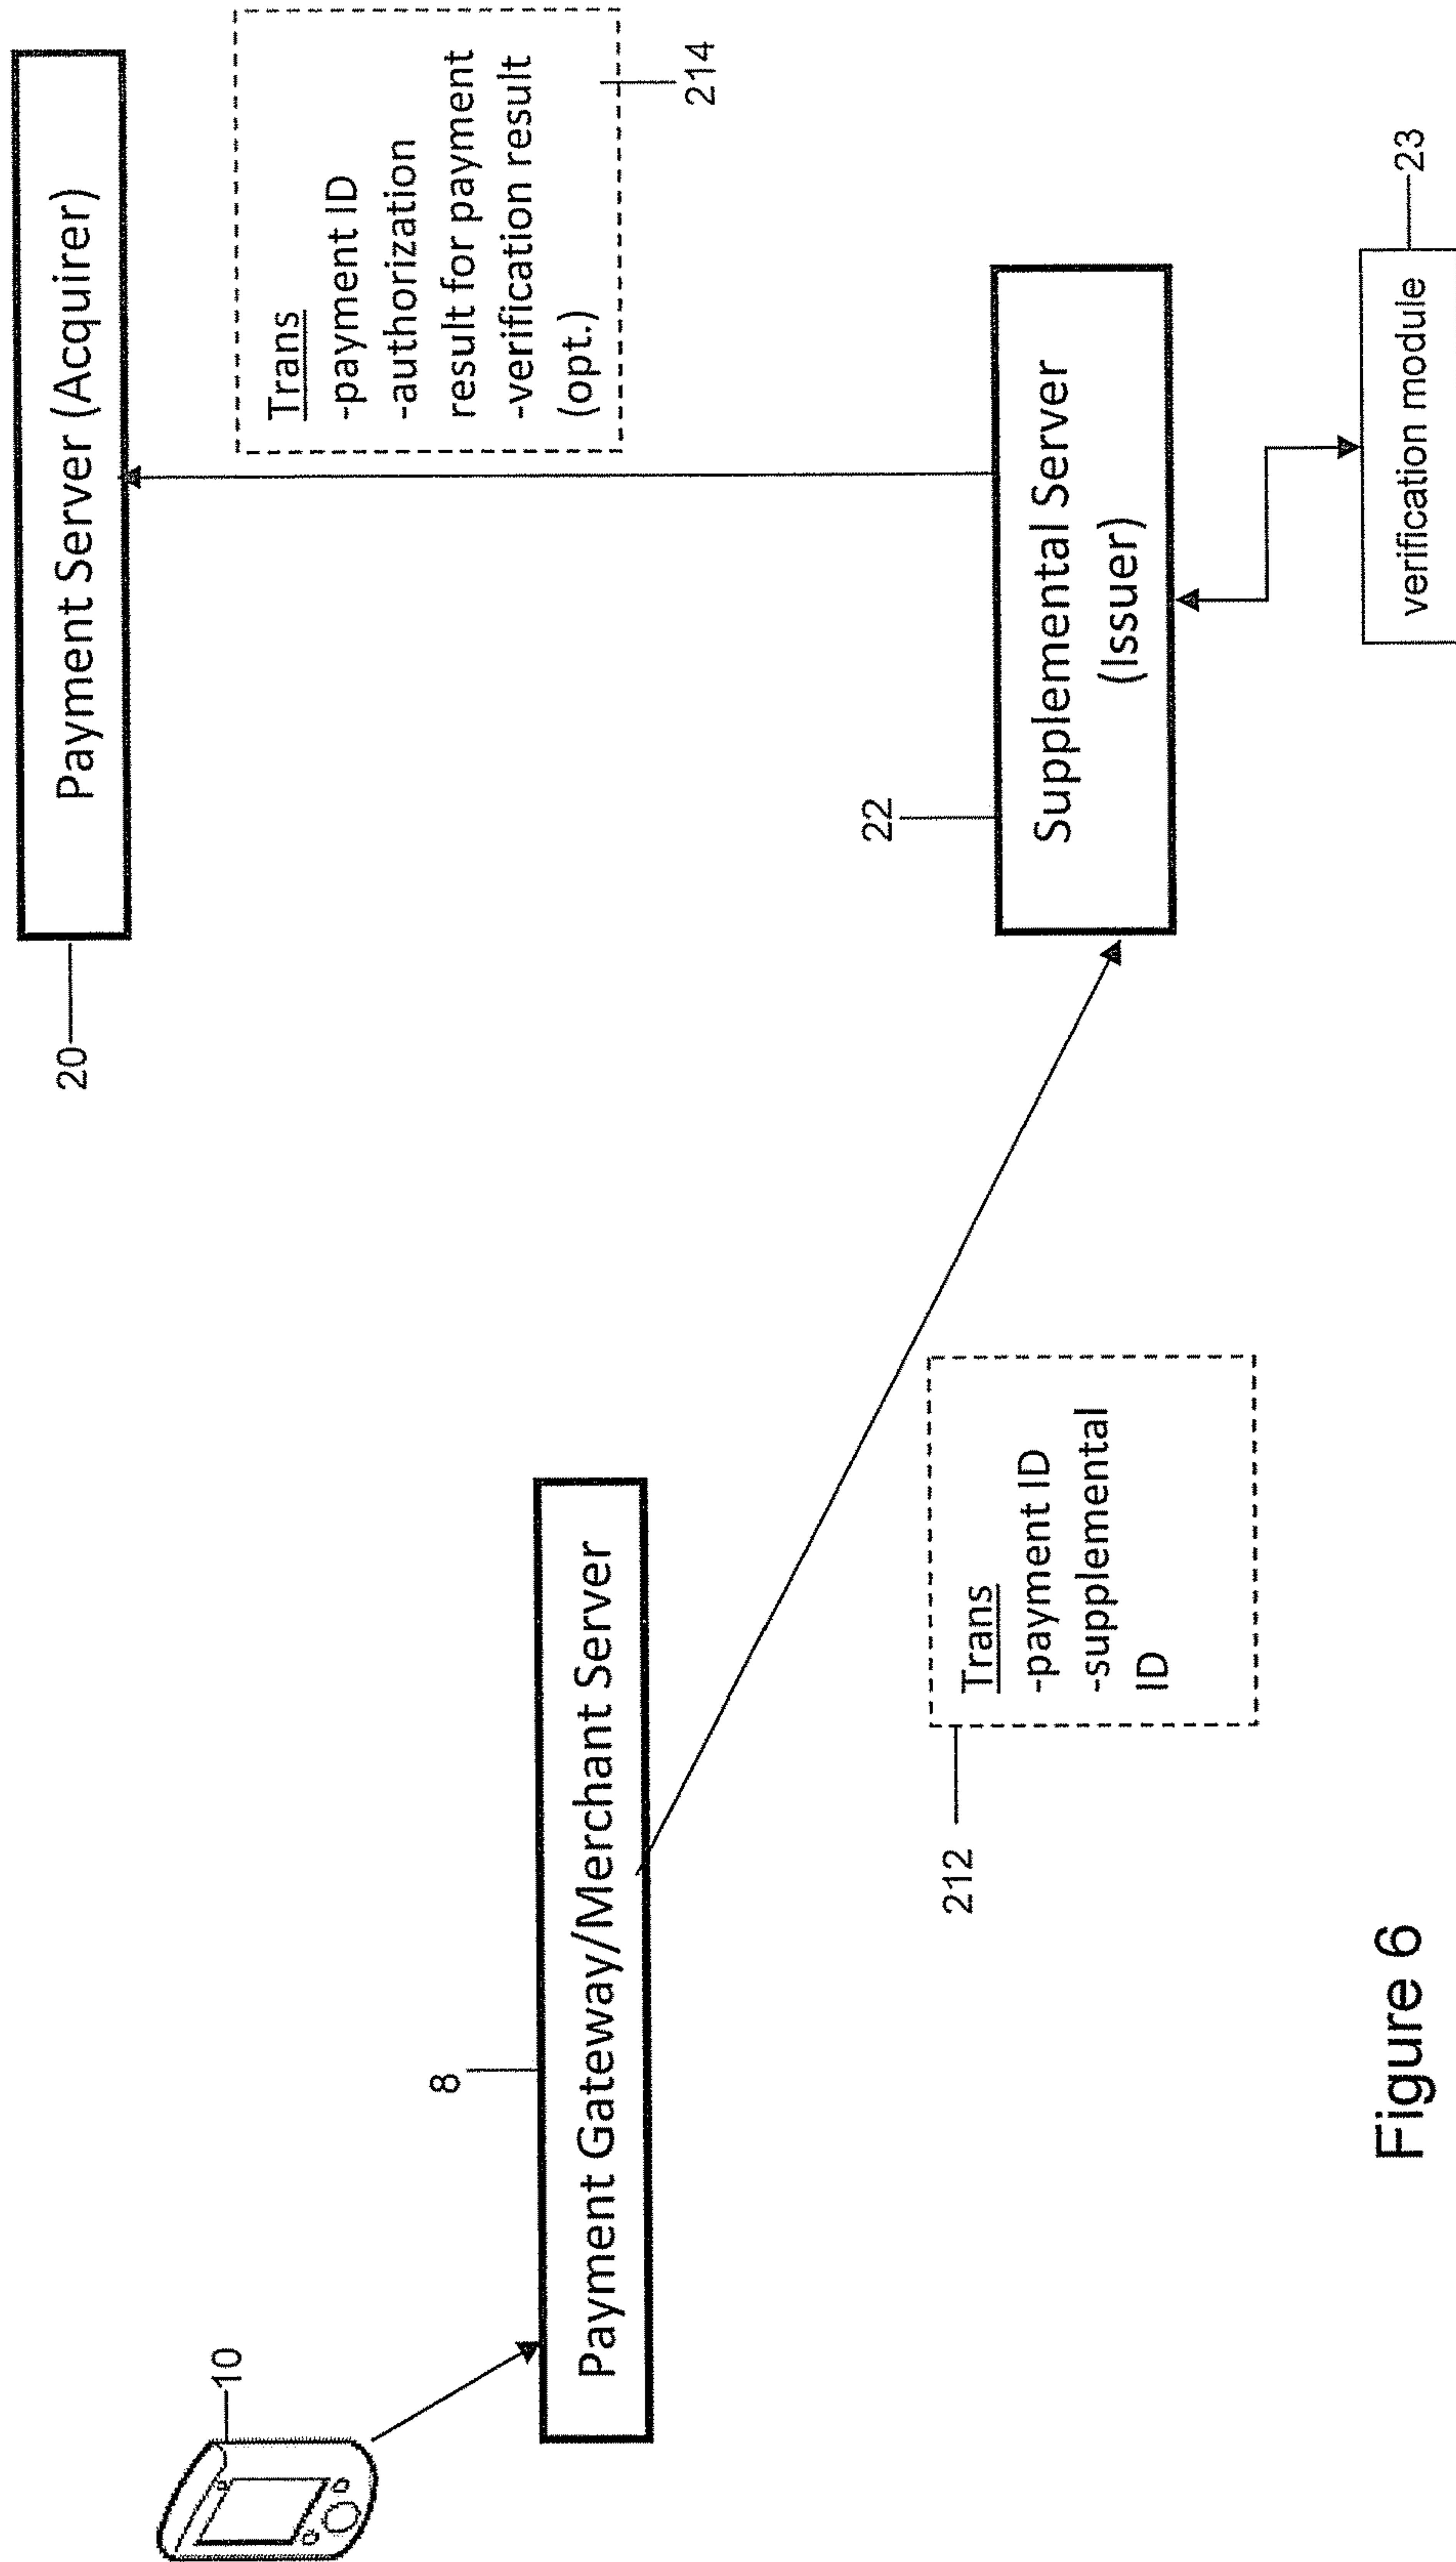 10
8
Payment Gateway/Merchant Server
212
Trans
-payment ID
-supplemental
ID
20
Payment Server (Acquirer)
Trans
-payment ID
-authorization
result for payment
-verification result
(opt.)
214
22
Supplemental Server
(Issuer)
23
verification module
Figure 6